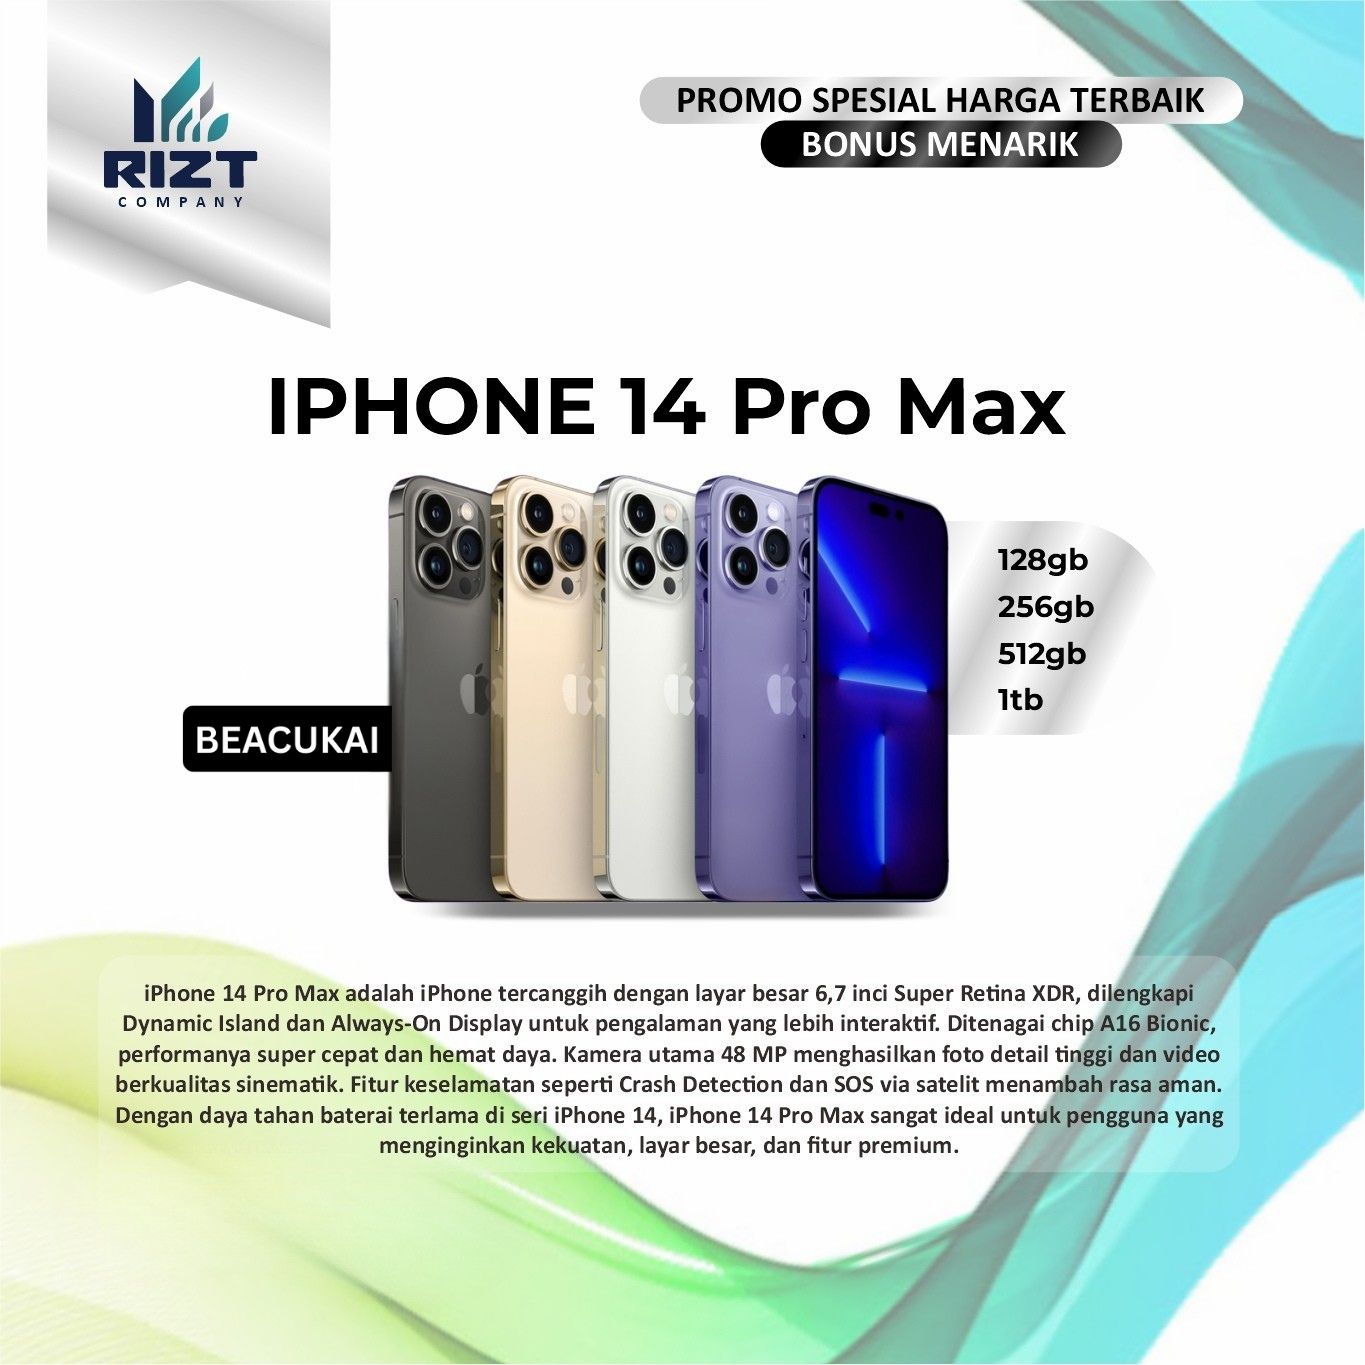 RIZT
COMPANY
PROMO SPESIAL HARGA TERBAIK
BONUS MENARIK
IPHONE 14 Pro Max
128gb
256gb
512gb
1tb
BEACUKAI
iPhone 14 Pro Max adalah iPhone tercanggih dengan layar besar 6,7 inci Super Retina XDR, dilengkapi
Dynamic Island dan Always-On Display untuk pengalaman yang lebih interaktif. Ditenagai chip A16 Bionic,
performanya super cepat dan hemat daya. Kamera utama 48 MP menghasilkan foto detail tinggi dan video
berkualitas sinematik. Fitur keselamatan seperti Crash Detection dan SOS via satelit menambah rasa aman.
Dengan daya tahan baterai terlama di seri iPhone 14, iPhone 14 Pro Max sangat ideal untuk pengguna yang
menginginkan kekuatan, layar besar, dan fitur premium.